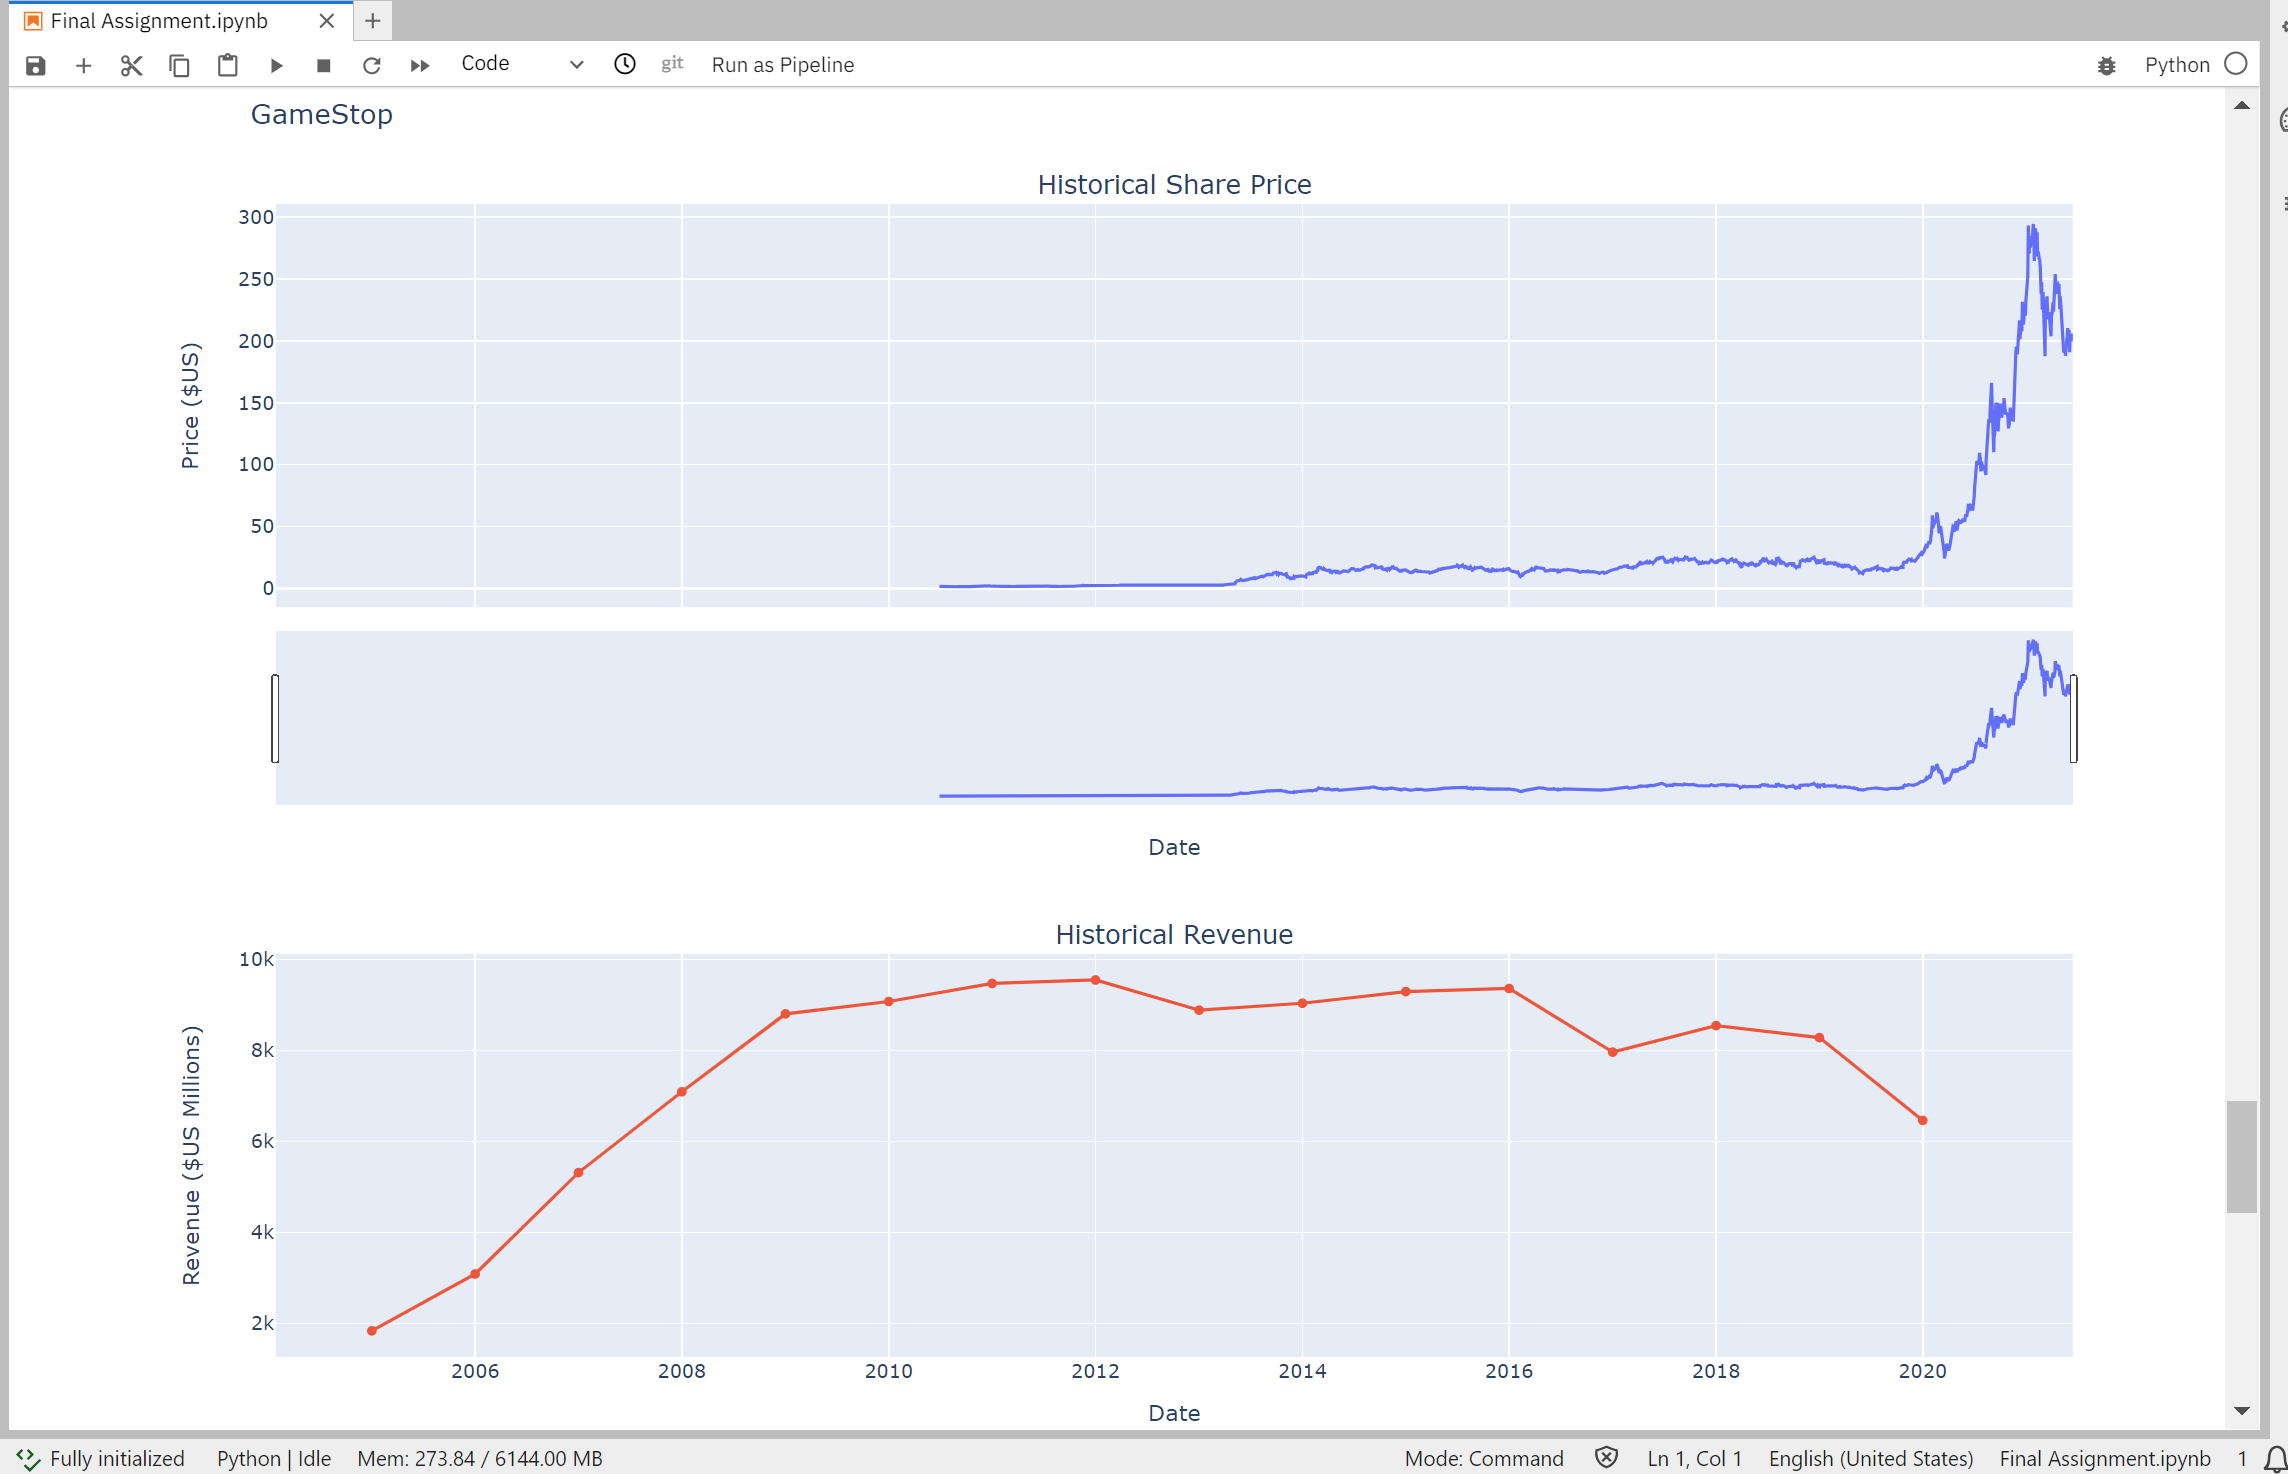 Final Assignment.ipynb
Code
git
Run as Pipeline
Python
GameStop
Historical Share Price
300
250
200
150
100
50
0
Price ($US)
Date
Historical Revenue
10k
8k
6k
4k
2k
Revenue ($US Millions)
2006 2008 2010 2012 2014 2016 2018 2020
Date
Fully initialized Python | Idle Mem: 273.84 / 6144.00 MB Mode: Command Ln 1, Col 1 English (United States) Final Assignment.ipynb 1